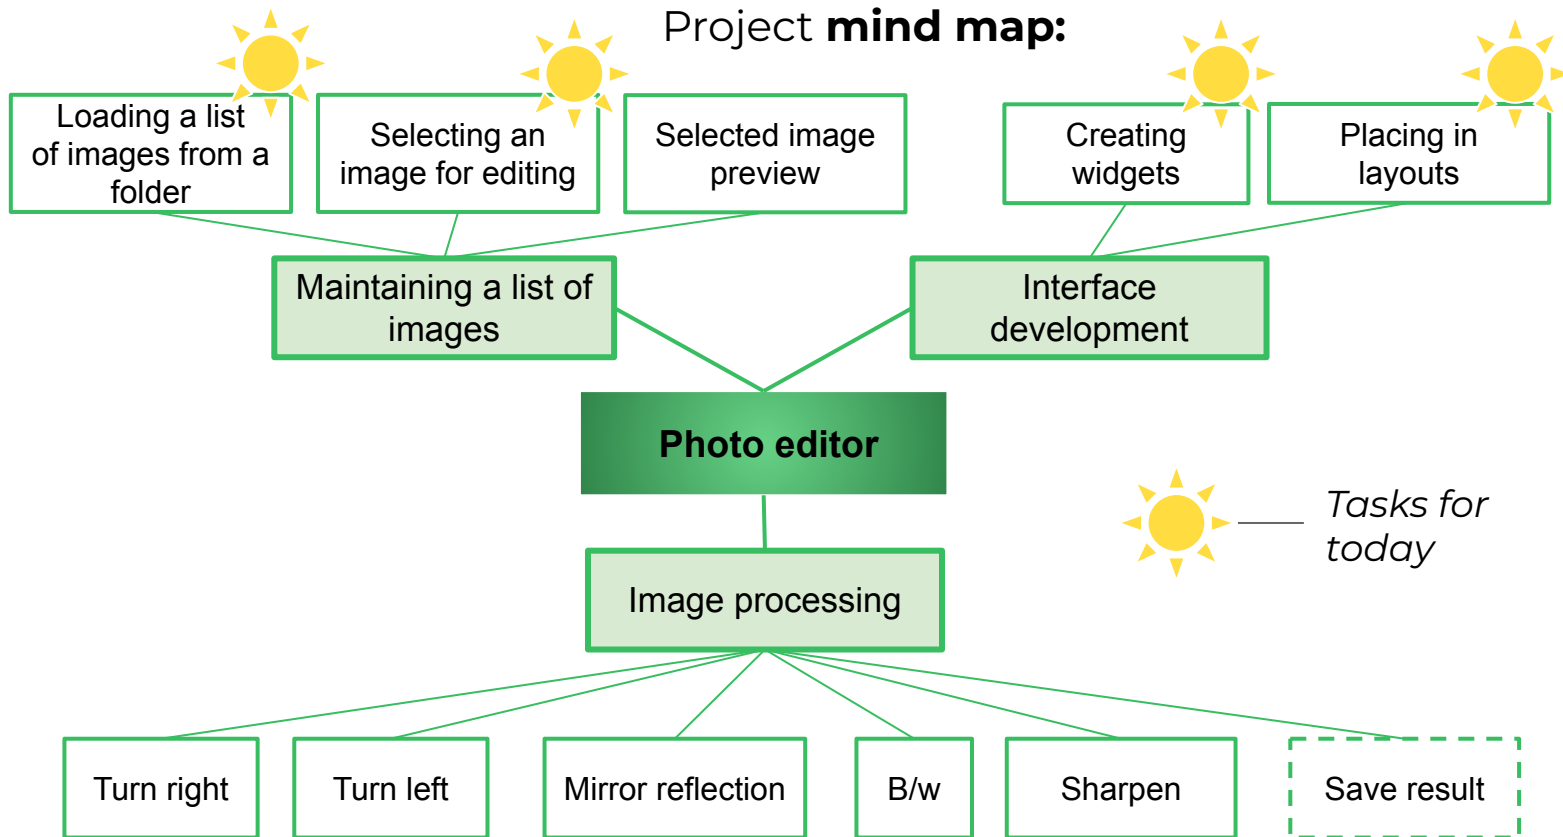 Project mind map:
Loading a list
of images from a
folder
Selecting an
image for editing
Selected image
preview
Creating
widgets
Placing in
layouts
Maintaining a list of
images
Interface
development
Photo editor
Tasks for
today
Image processing
Turn right
Turn left
Mirror reflection
B/w
Sharpen
Save result